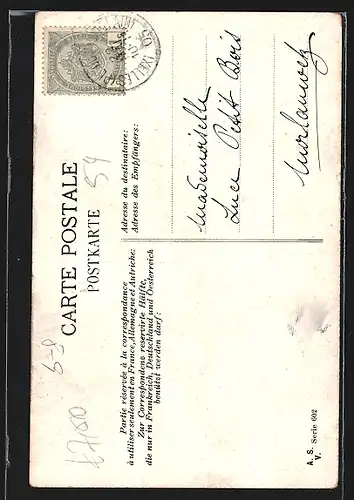 CARTE POSTALE
POSTKARTE
59
Partie réservée à la correspondance
à utiliser seulement en France, Allemagne et Autriche:
Zur Correspondens reservirte Hälfte,
die nur in Frankreich, Deutschland und Oesterreich
benützt werden darf:
Adresse du destinataire:
Adresse des Empfängers:
Mademoiselle
Luce Petit Bois
A. S. Serie 602
V.